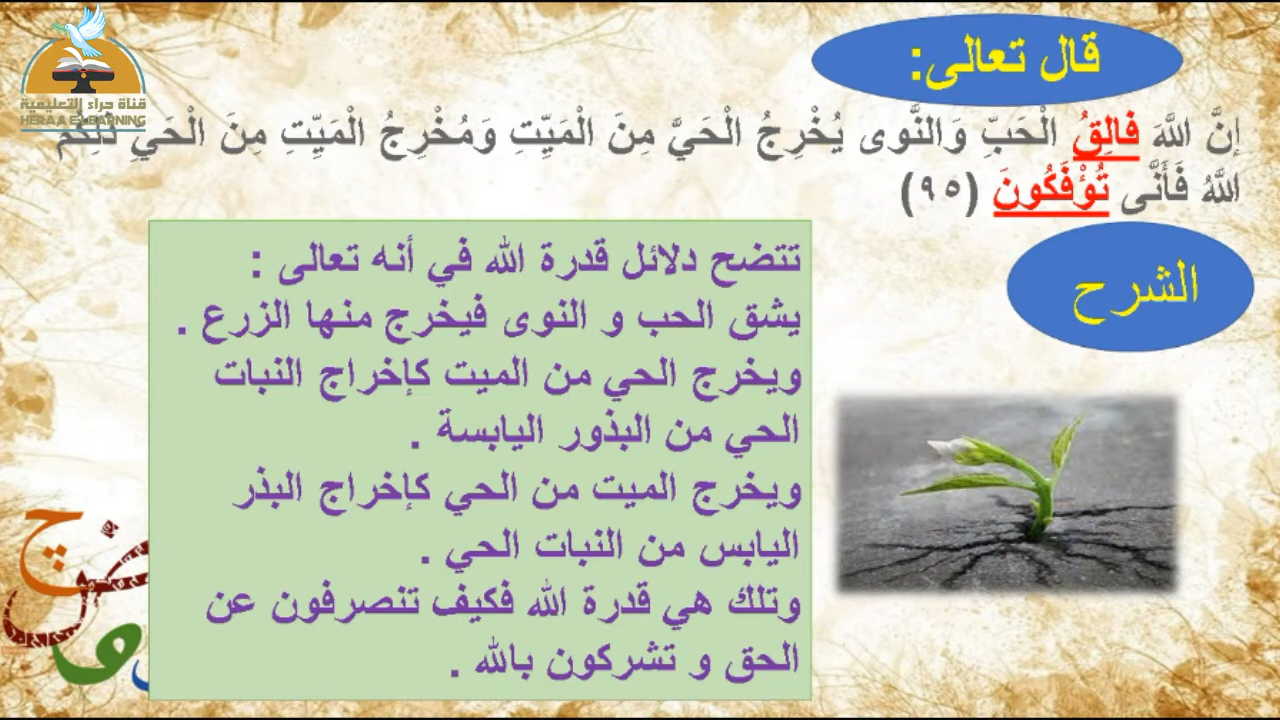 قناة حراء التعليمية
HERAA E-LEARNING
قال تعالى:
إِنَّ اللَّهَ فَالِقُ الْحَبِّ وَالنَّوى يُخْرِجُ الْحَيَّ مِنَ الْمَيِّتِ وَمُخْرِجُ الْمَيِّتِ مِنَ الْحَيِ ذَٰلِكُمُ
اللَّهُ فَأَنَّى تُؤْفَكُونَ (٩٥)
الشرح
تتضح دلائل قدرة الله في أنه تعالى :
يشق الحب و النوى فيخرج منها الزرع .
ويخرج الحي من الميت كإخراج النبات
الحي من البذور اليابسة .
ويخرج الميت من الحي كإخراج البذر
اليابس من النبات الحي .
وتلك هي قدرة الله فكيف تنصرفون عن
الحق و تشركون بالله .